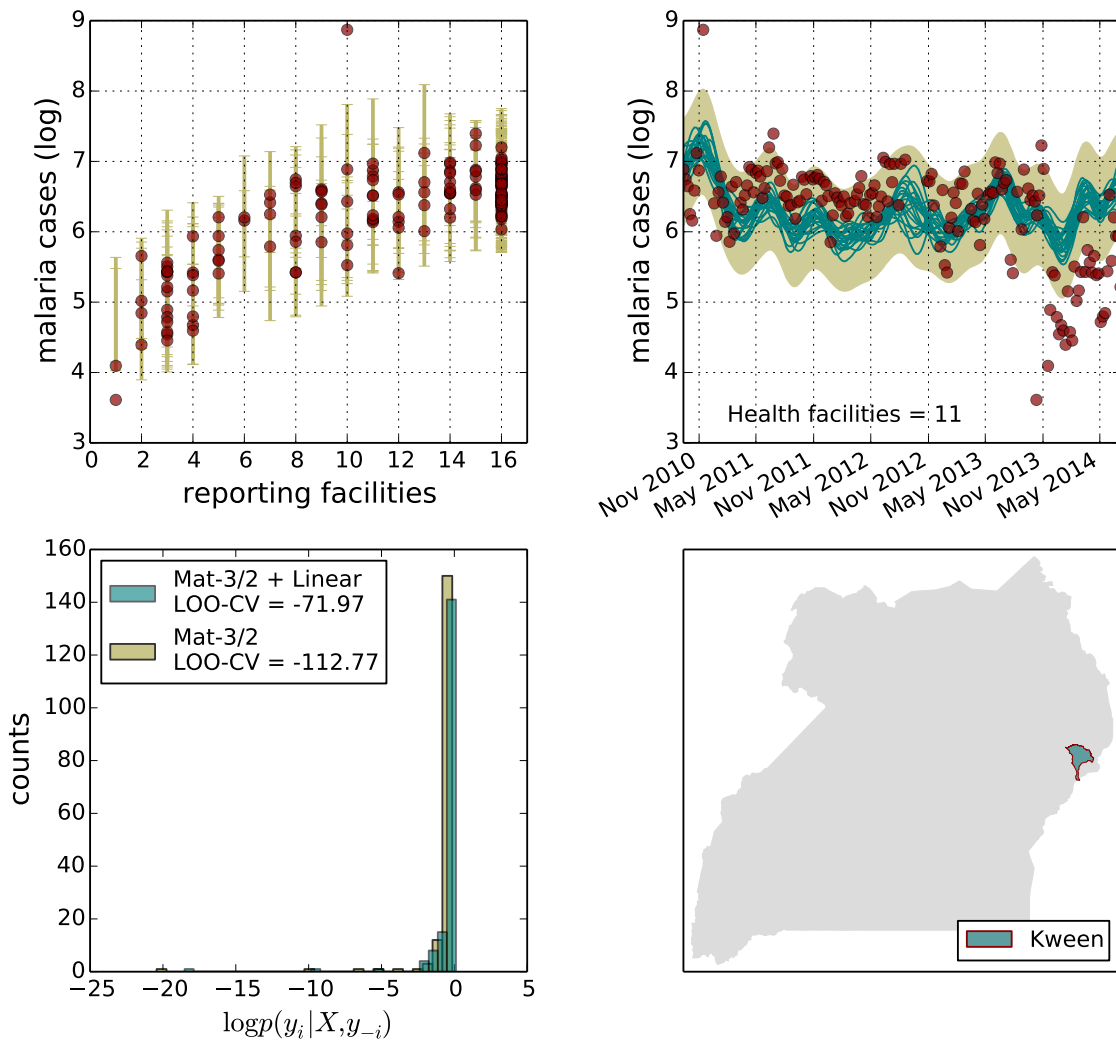 9
8
7
6
5
4
3
malaria cases (log)
0 2 4 6 8 10 12 14 16
reporting facilities
9
8
7
6
5
4
3
malaria cases (log)
Health facilities = 11
Nov 2010
May 2011
Nov 2011
May 2012
Nov 2012
May 2013
Nov 2013
May 2014
160
140
120
100
80
60
40
20
0
counts
Mat-3/2 + Linear
LOO-CV = -71.97
Mat-3/2
LOO-CV = -112.77
−25 −20 −15 −10 −5 0 5
logp(y_i|X,y_{−i})
Kween